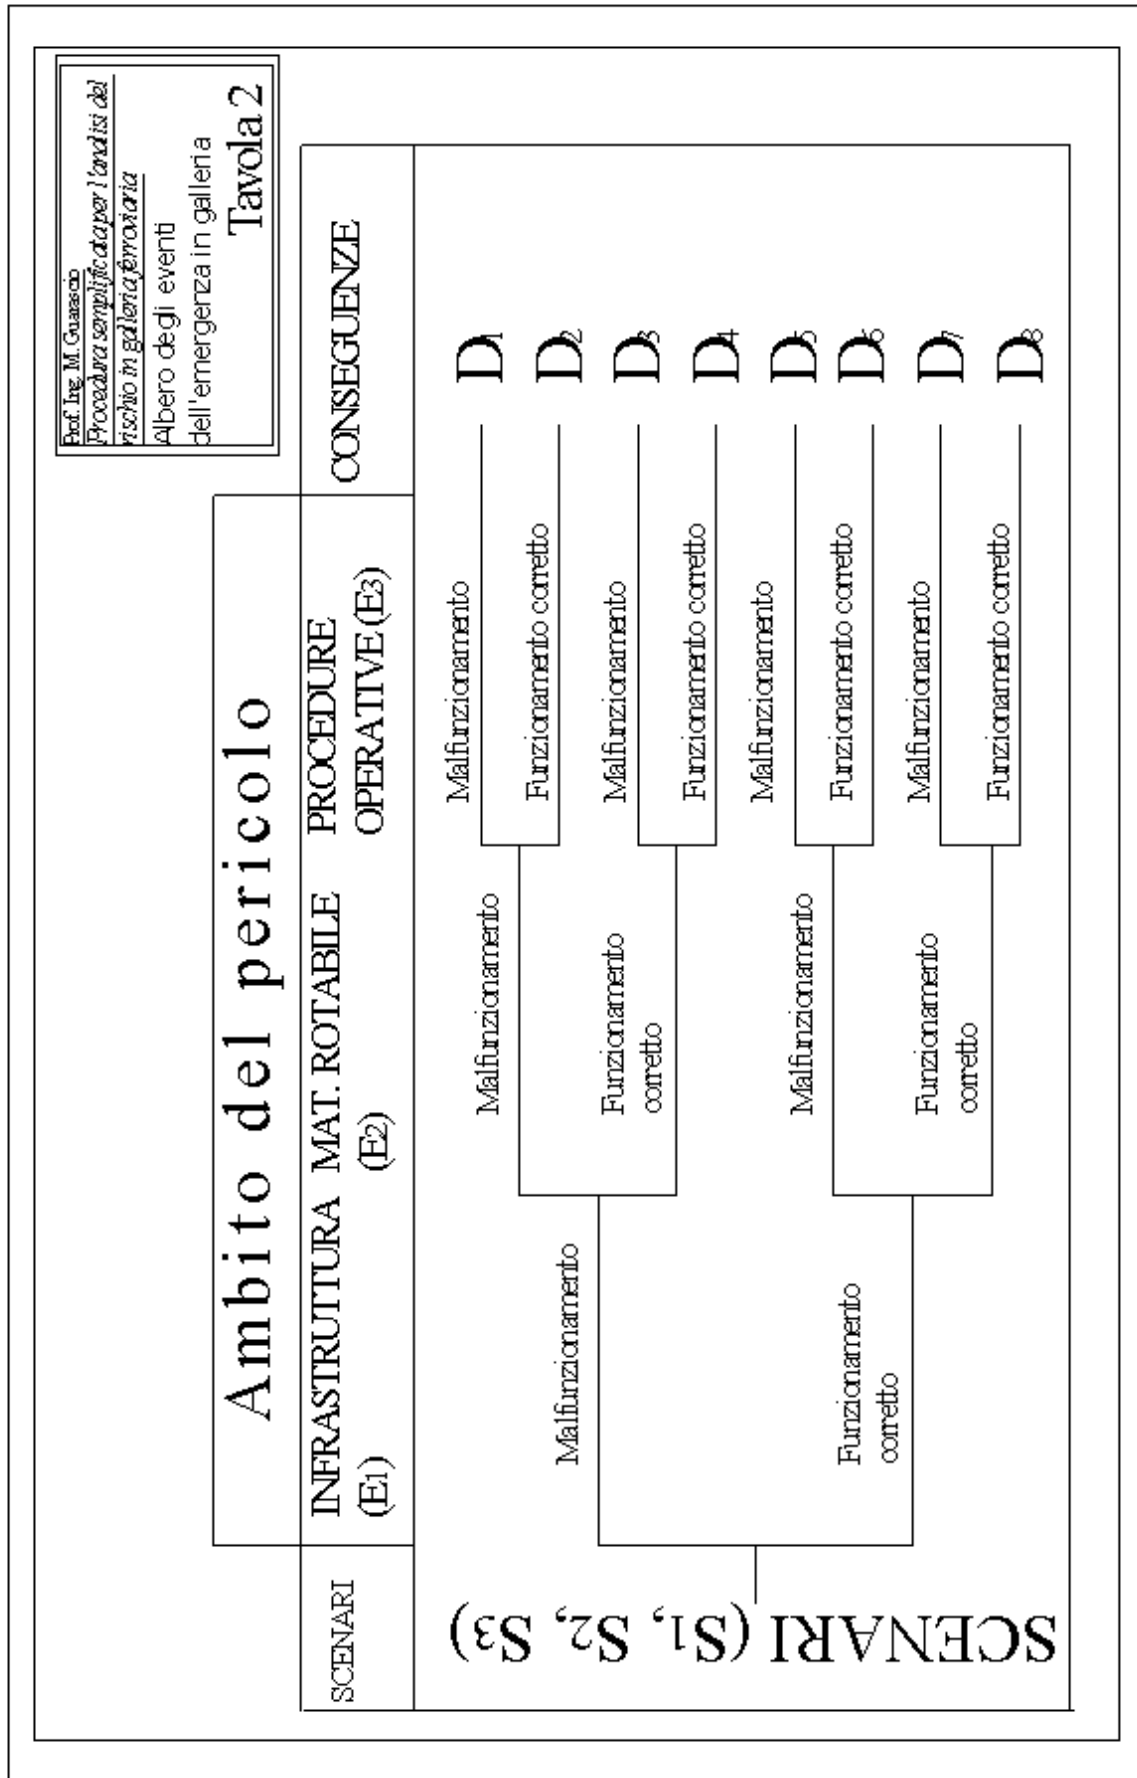 Prof. Ing. M. Guarascio
Procedura semplificata per l'analisi del
rischio in galleria ferroviaria
Albero degli eventi
dell'emergenza in galleria
Tavola 2
Ambito del pericolo
SCENARI
INFRASTRUTTURA
(E1)
MAT. ROTABILE
(E2)
PROCEDURE
OPERATIVE (E3)
CONSEGUENZE
SCENARI (S1, S2, S3)
Malfunzionamento
Funzionamento
corretto
Malfunzionamento
Funzionamento
corretto
Malfunzionamento
Funzionamento
corretto
Malfunzionamento
Funzionamento corretto
Malfunzionamento
Funzionamento corretto
Malfunzionamento
Funzionamento corretto
Malfunzionamento
Funzionamento corretto
D1
D2
D3
D4
D5
D6
D7
D8